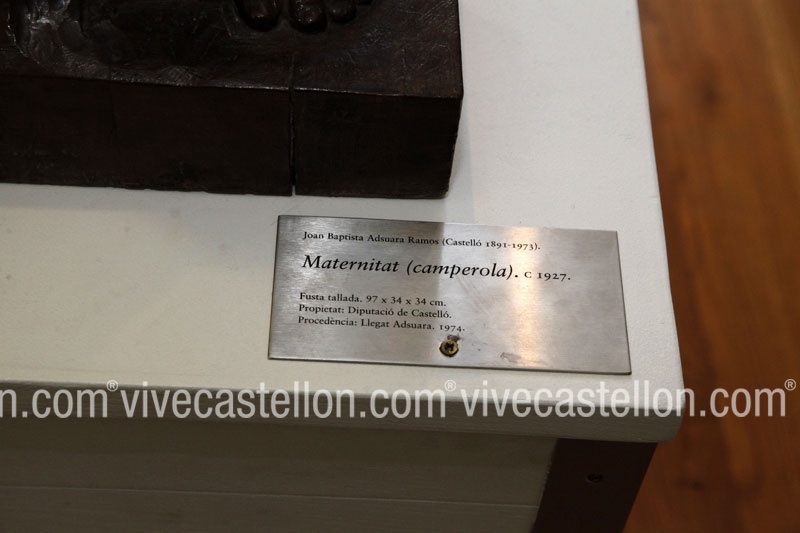 Joan Baptista Adsuara Ramos (Castelló 1891-1973).
Maternitat (camperola). C 1927.
Fusta tallada. 97 x 34 x 34 cm.
Propietat: Diputació de Castelló.
Procedència: Llegat Adsuara. 1974.
n.com® vivecastellon.com® vivecastellon.com®